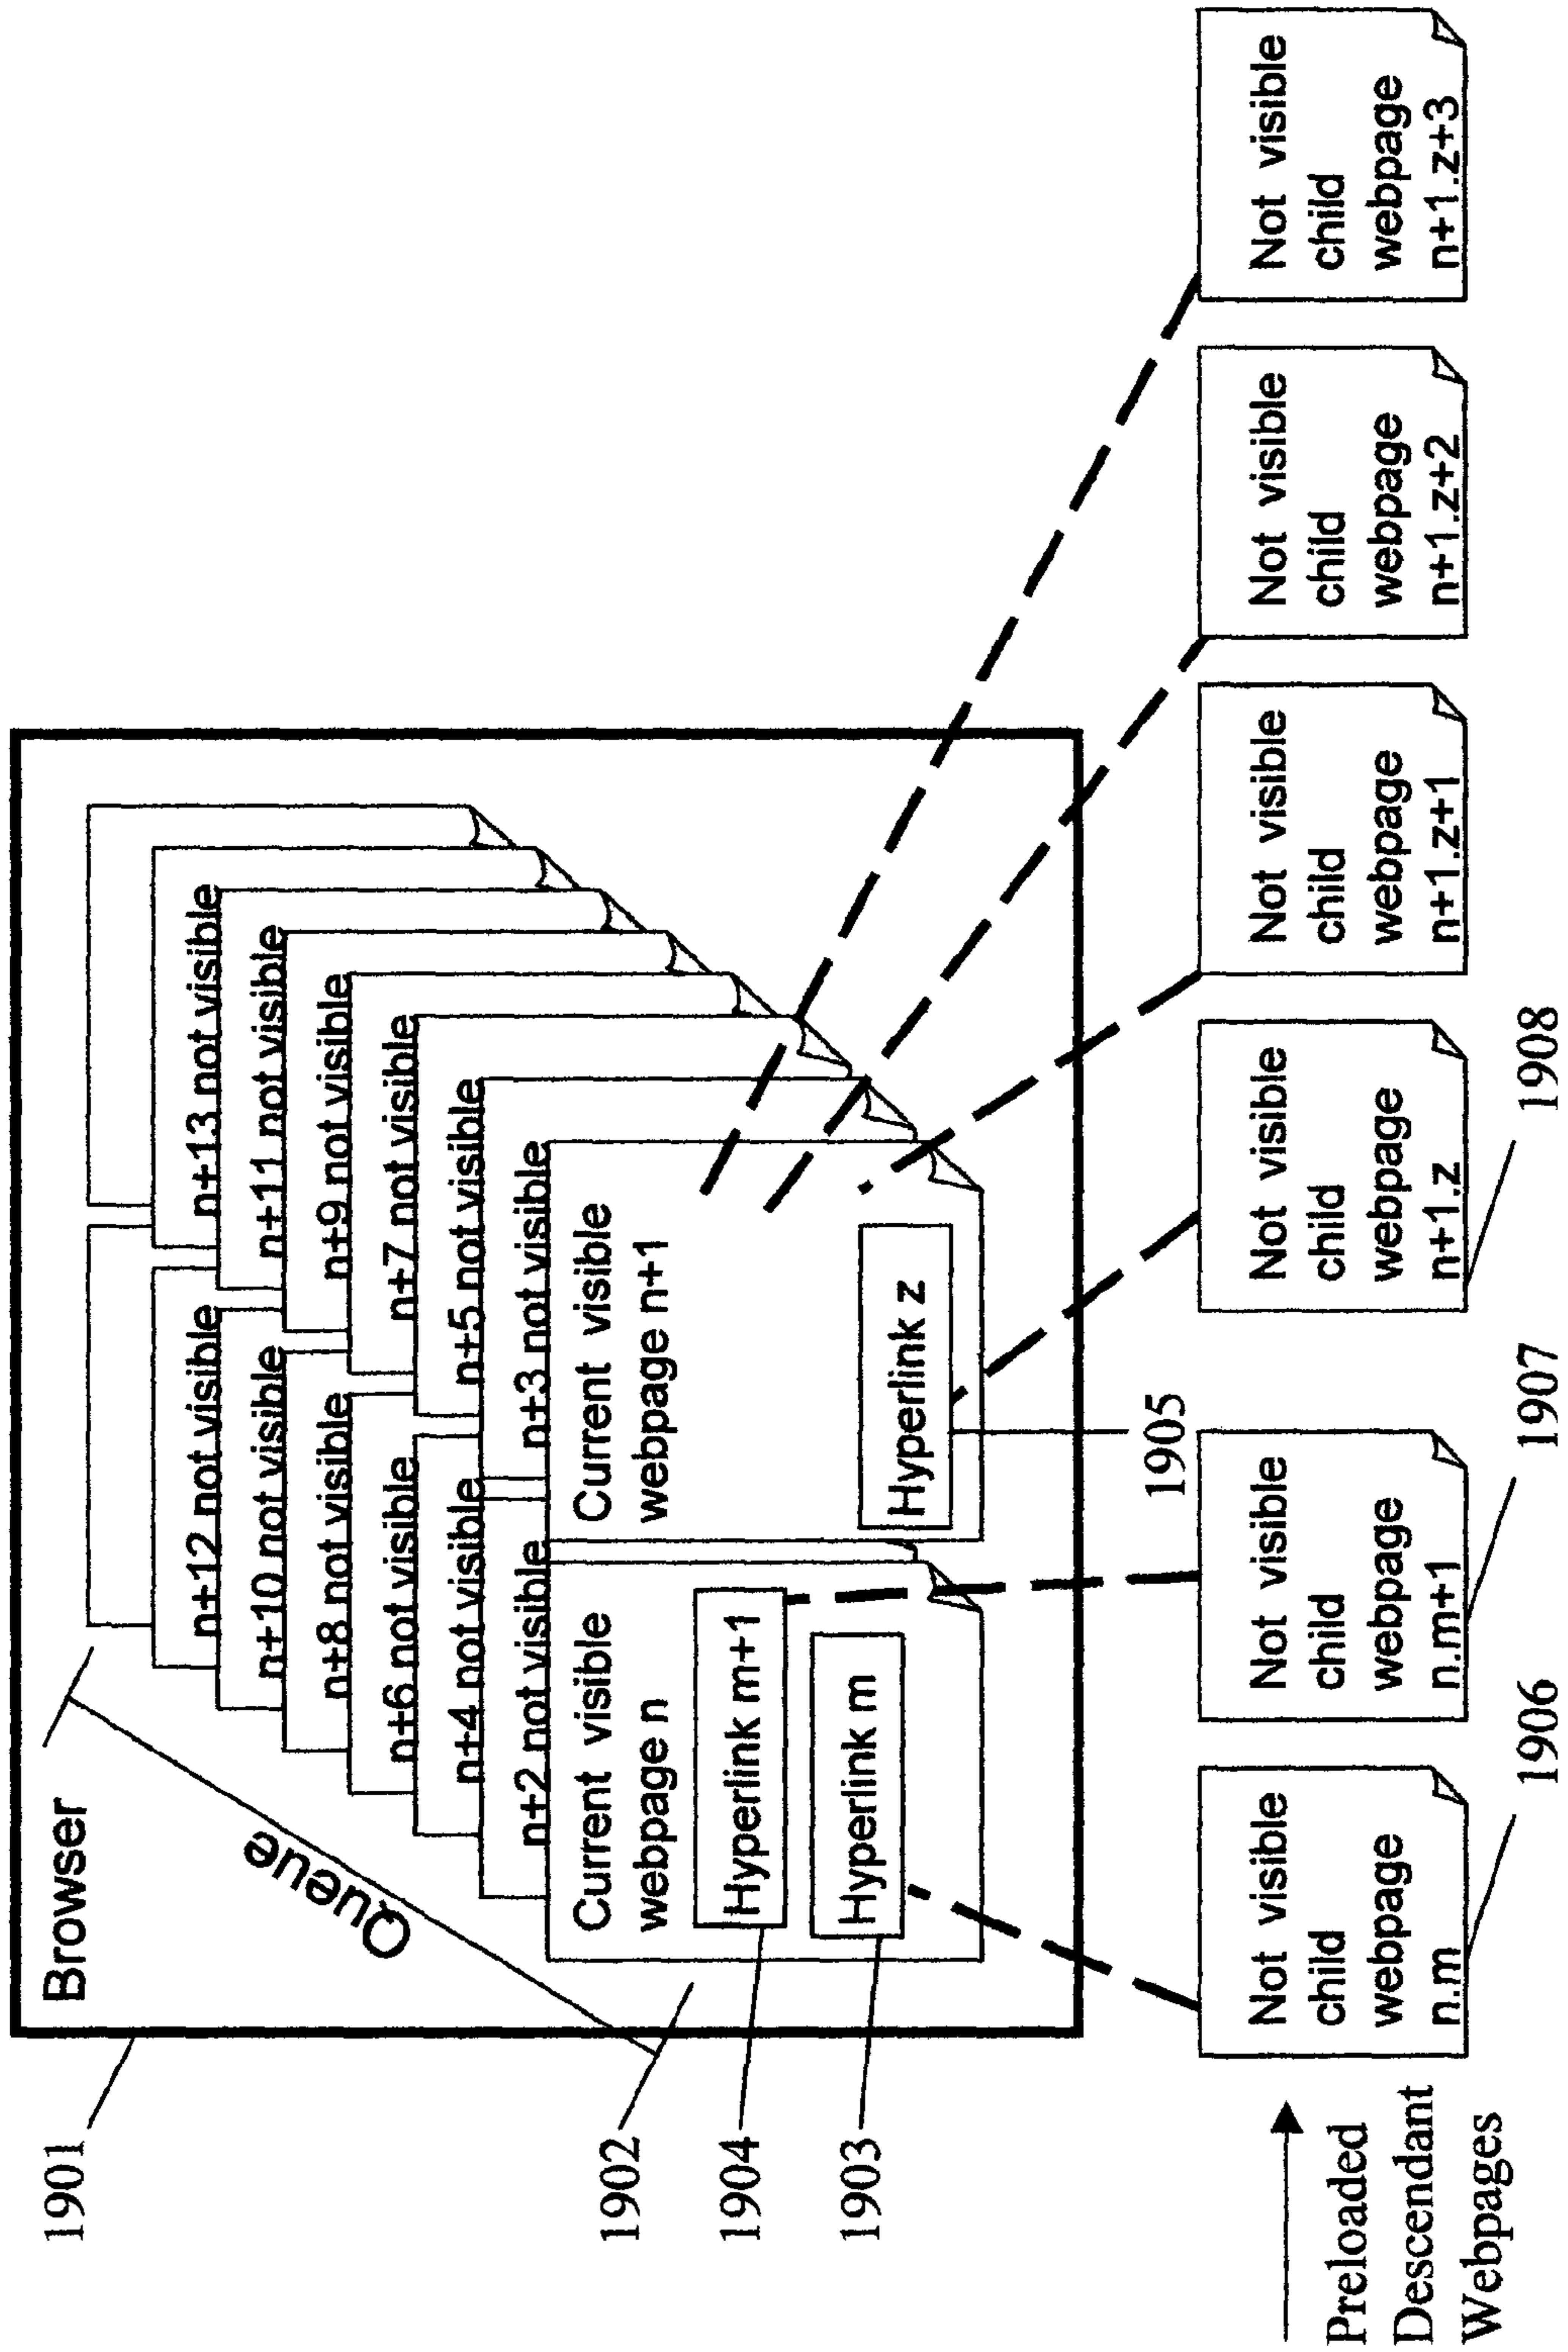 1901
Browser
Queue
n+12 not visible
n+13 not visible
n+10 not visible
n+11 not visible
n+8 not visible
n+9 not visible
n+6 not visible
n+7 not visible
n+4 not visible
n+5 not visible
n+2 not visible
n+3 not visible
1902
Current visible
webpage n
Current visible
webpage n+1
1904
Hyperlink m+1
1903
Hyperlink m
Hyperlink z
1905
Preloaded
Descendant
Webpages
Not visible
child
webpage
n.m
Not visible
child
webpage
n.m+1
Not visible
child
webpage
n+1.z
Not visible
child
webpage
n+1.z+1
Not visible
child
webpage
n+1.z+2
Not visible
child
webpage
n+1.z+3
1906
1907
1908